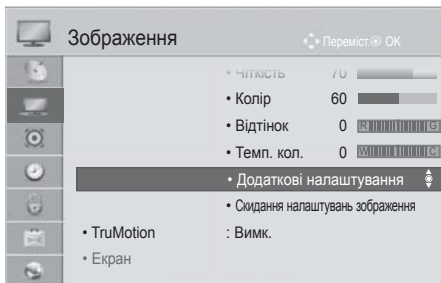 Зображення
Переміст. OK
• Чіткість 70
• Колір 60
• Відтінок 0 R G
• Темп. кол. 0 W C
• Додаткові налаштування
• Скидання налаштувань зображення
• TruMotion : Вимк.
• Екран